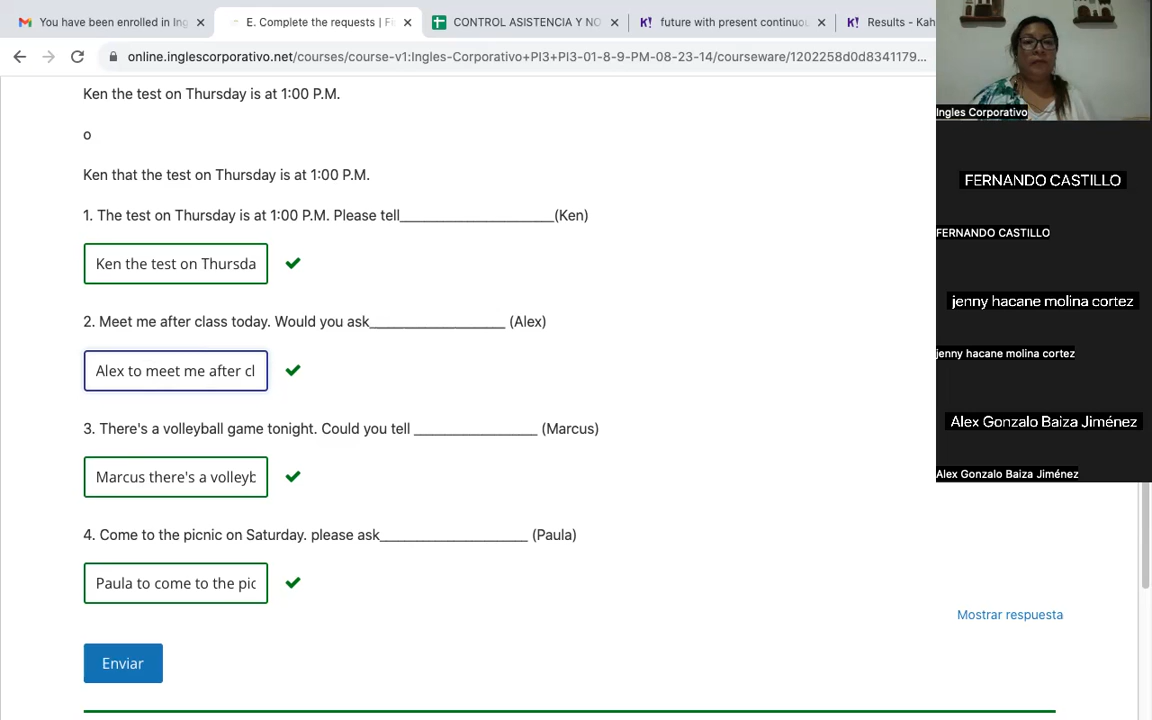 You have been enrolled in Ing
E. Complete the requests | Fi
CONTROL ASISTENCIA Y NO
K! future with present continuou
K! Results - Kah
online.inglescorporativo.net/courses/course-v1:Ingles-Corporativo+PI3+PI3-01-8-9-PM-08-23-14/courseware/1202258d0d8341179...
Ken the test on Thursday is at 1:00 P.M.
o
Ken that the test on Thursday is at 1:00 P.M.
1. The test on Thursday is at 1:00 P.M. Please tell____________________(Ken)
Ken the test on Thursda
2. Meet me after class today. Would you ask__________________ (Alex)
Alex to meet me after cl
3. There's a volleyball game tonight. Could you tell ________________ (Marcus)
Marcus there's a volleyb
4. Come to the picnic on Saturday. please ask___________________ (Paula)
Paula to come to the pic
Mostrar respuesta
Enviar
Ingles Corporativo
FERNANDO CASTILLO
FERNANDO CASTILLO
jenny hacane molina cortez
jenny hacane molina cortez
Alex Gonzalo Baiza Jiménez
Alex Gonzalo Baiza Jiménez